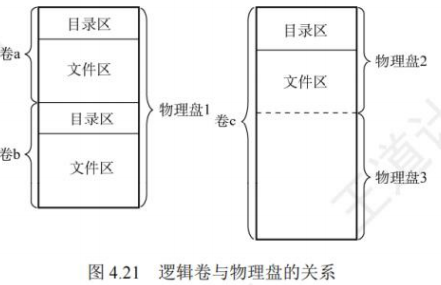 卷a
目录区
文件区
卷b
目录区
文件区
物理盘1
卷c
目录区
文件区
物理盘2
物理盘3
图 4.21 逻辑卷与物理盘的关系